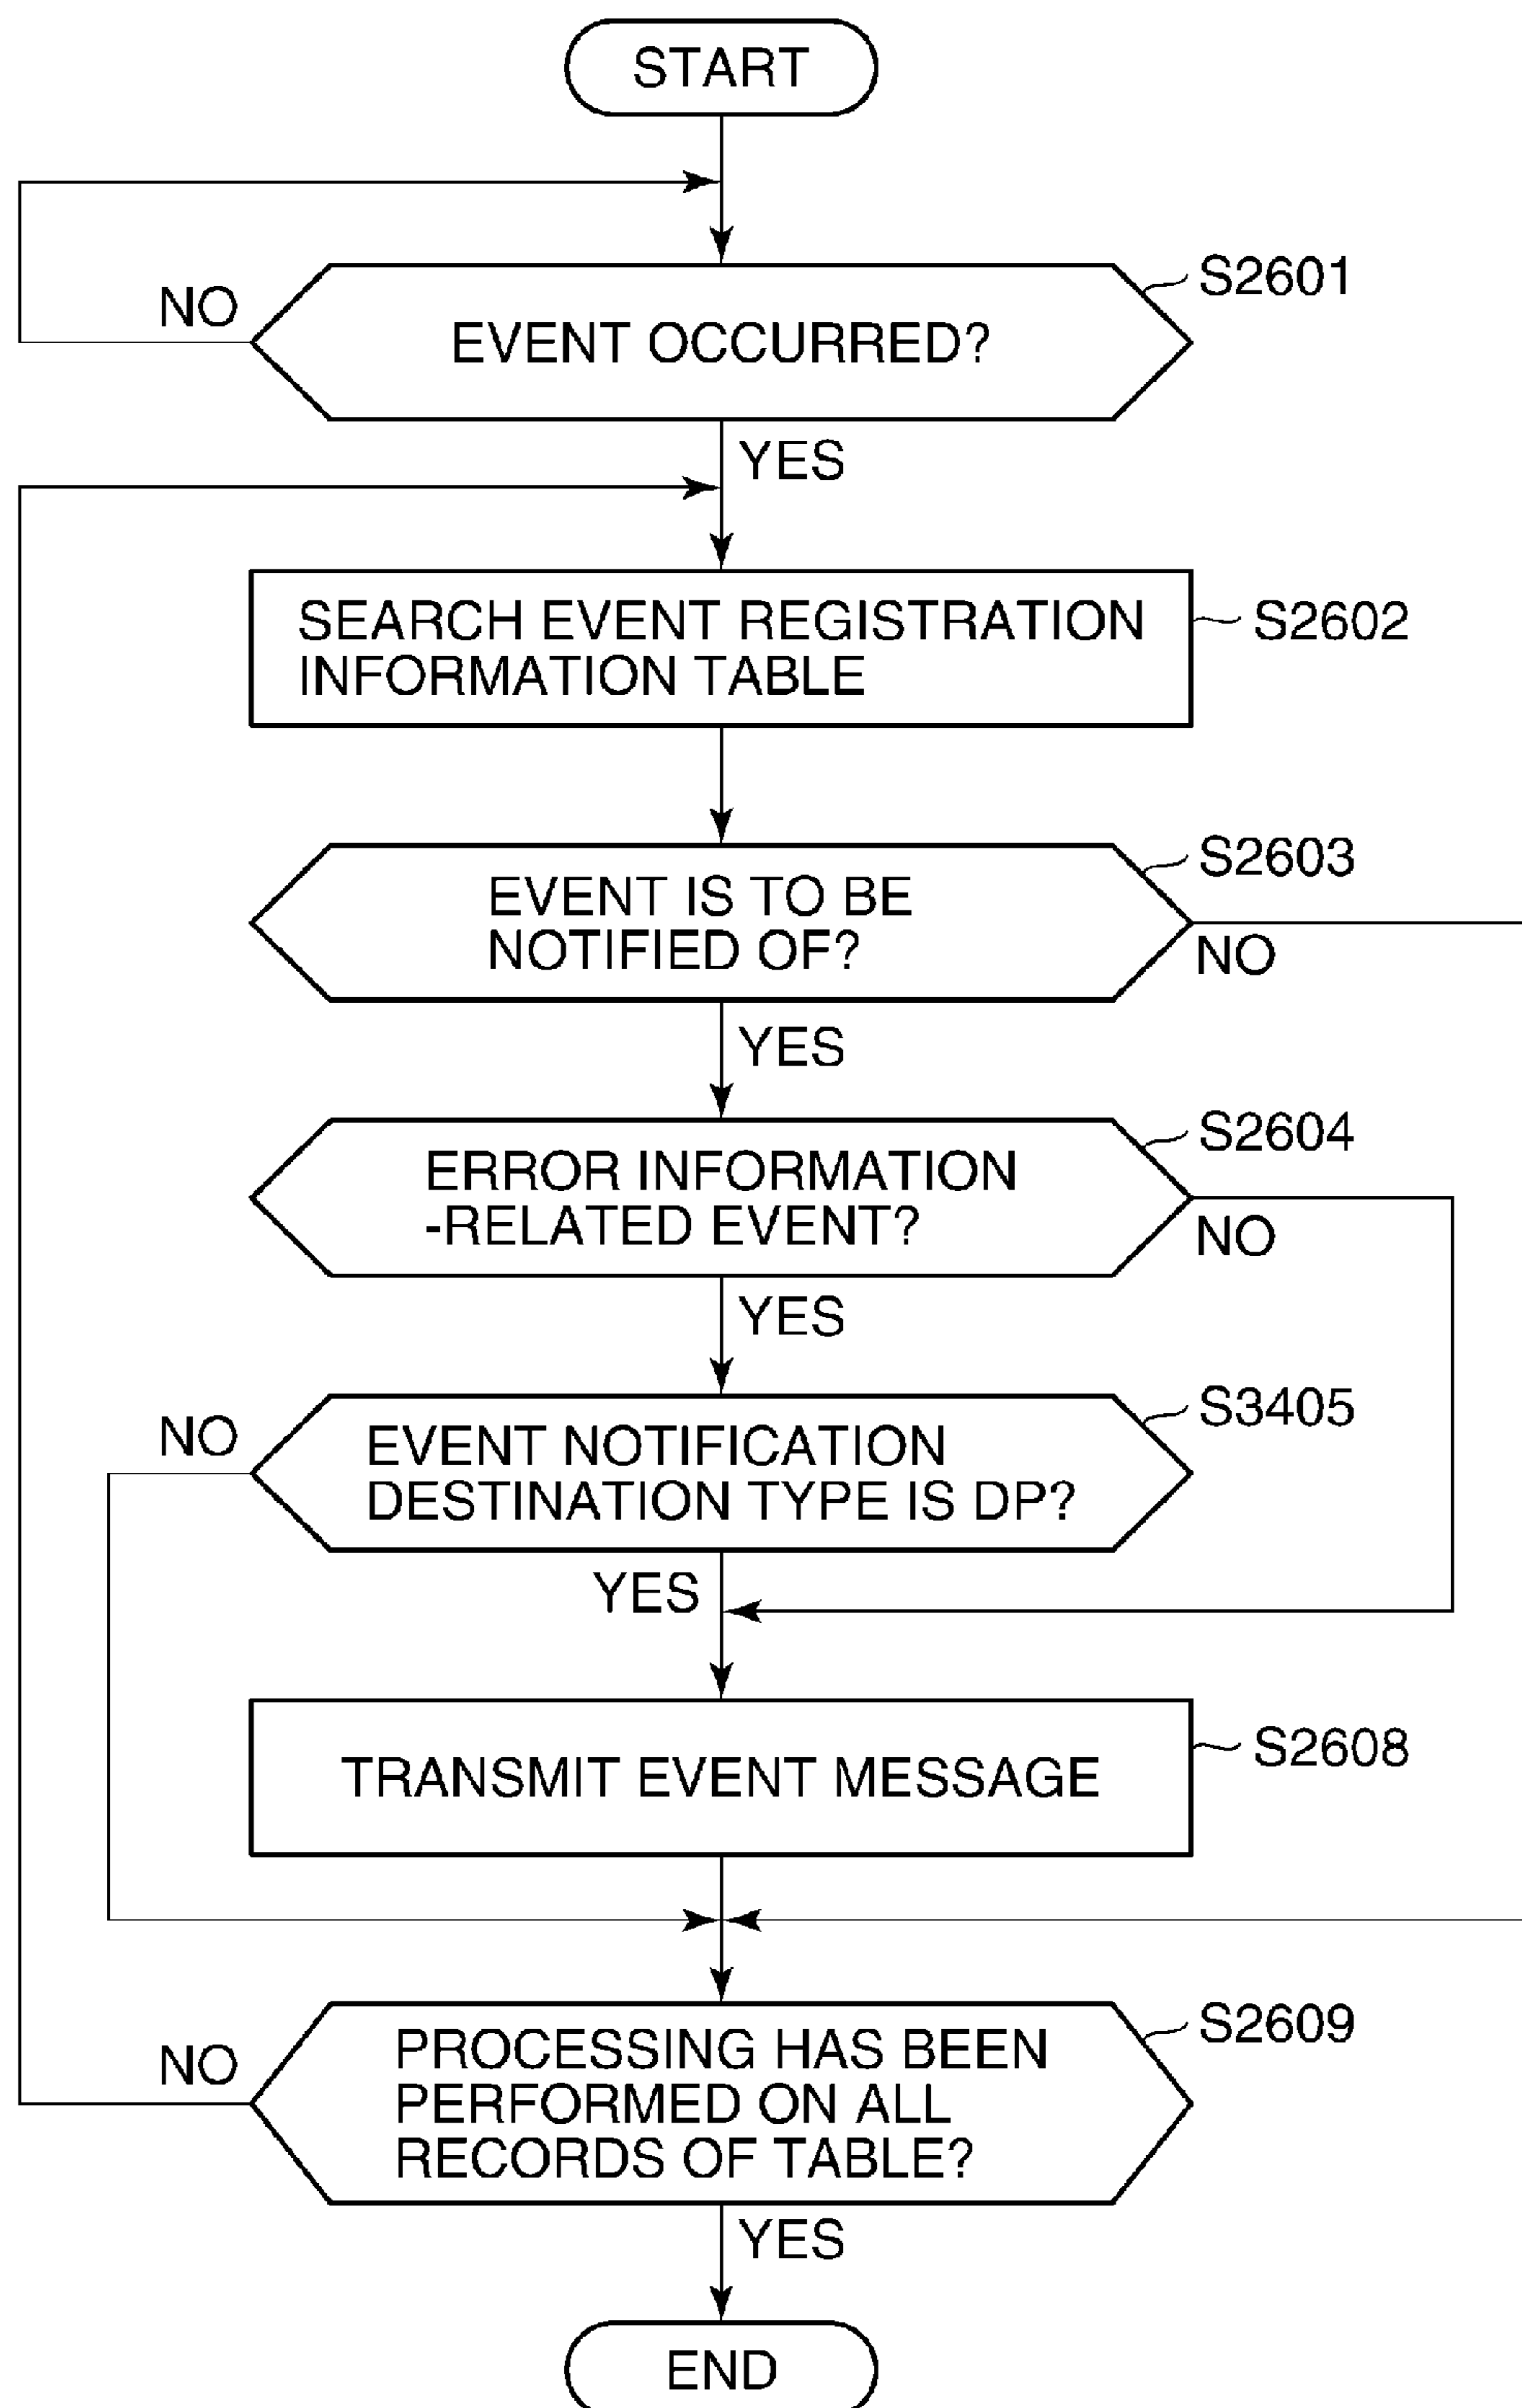 START
NO
S2601
EVENT OCCURRED?
YES
SEARCH EVENT REGISTRATION
INFORMATION TABLE
S2602
S2603
EVENT IS TO BE
NOTIFIED OF?
NO
YES
S2604
ERROR INFORMATION
-RELATED EVENT?
NO
YES
S3405
NO
EVENT NOTIFICATION
DESTINATION TYPE IS DP?
YES
TRANSMIT EVENT MESSAGE
S2608
S2609
NO
PROCESSING HAS BEEN
PERFORMED ON ALL
RECORDS OF TABLE?
YES
END